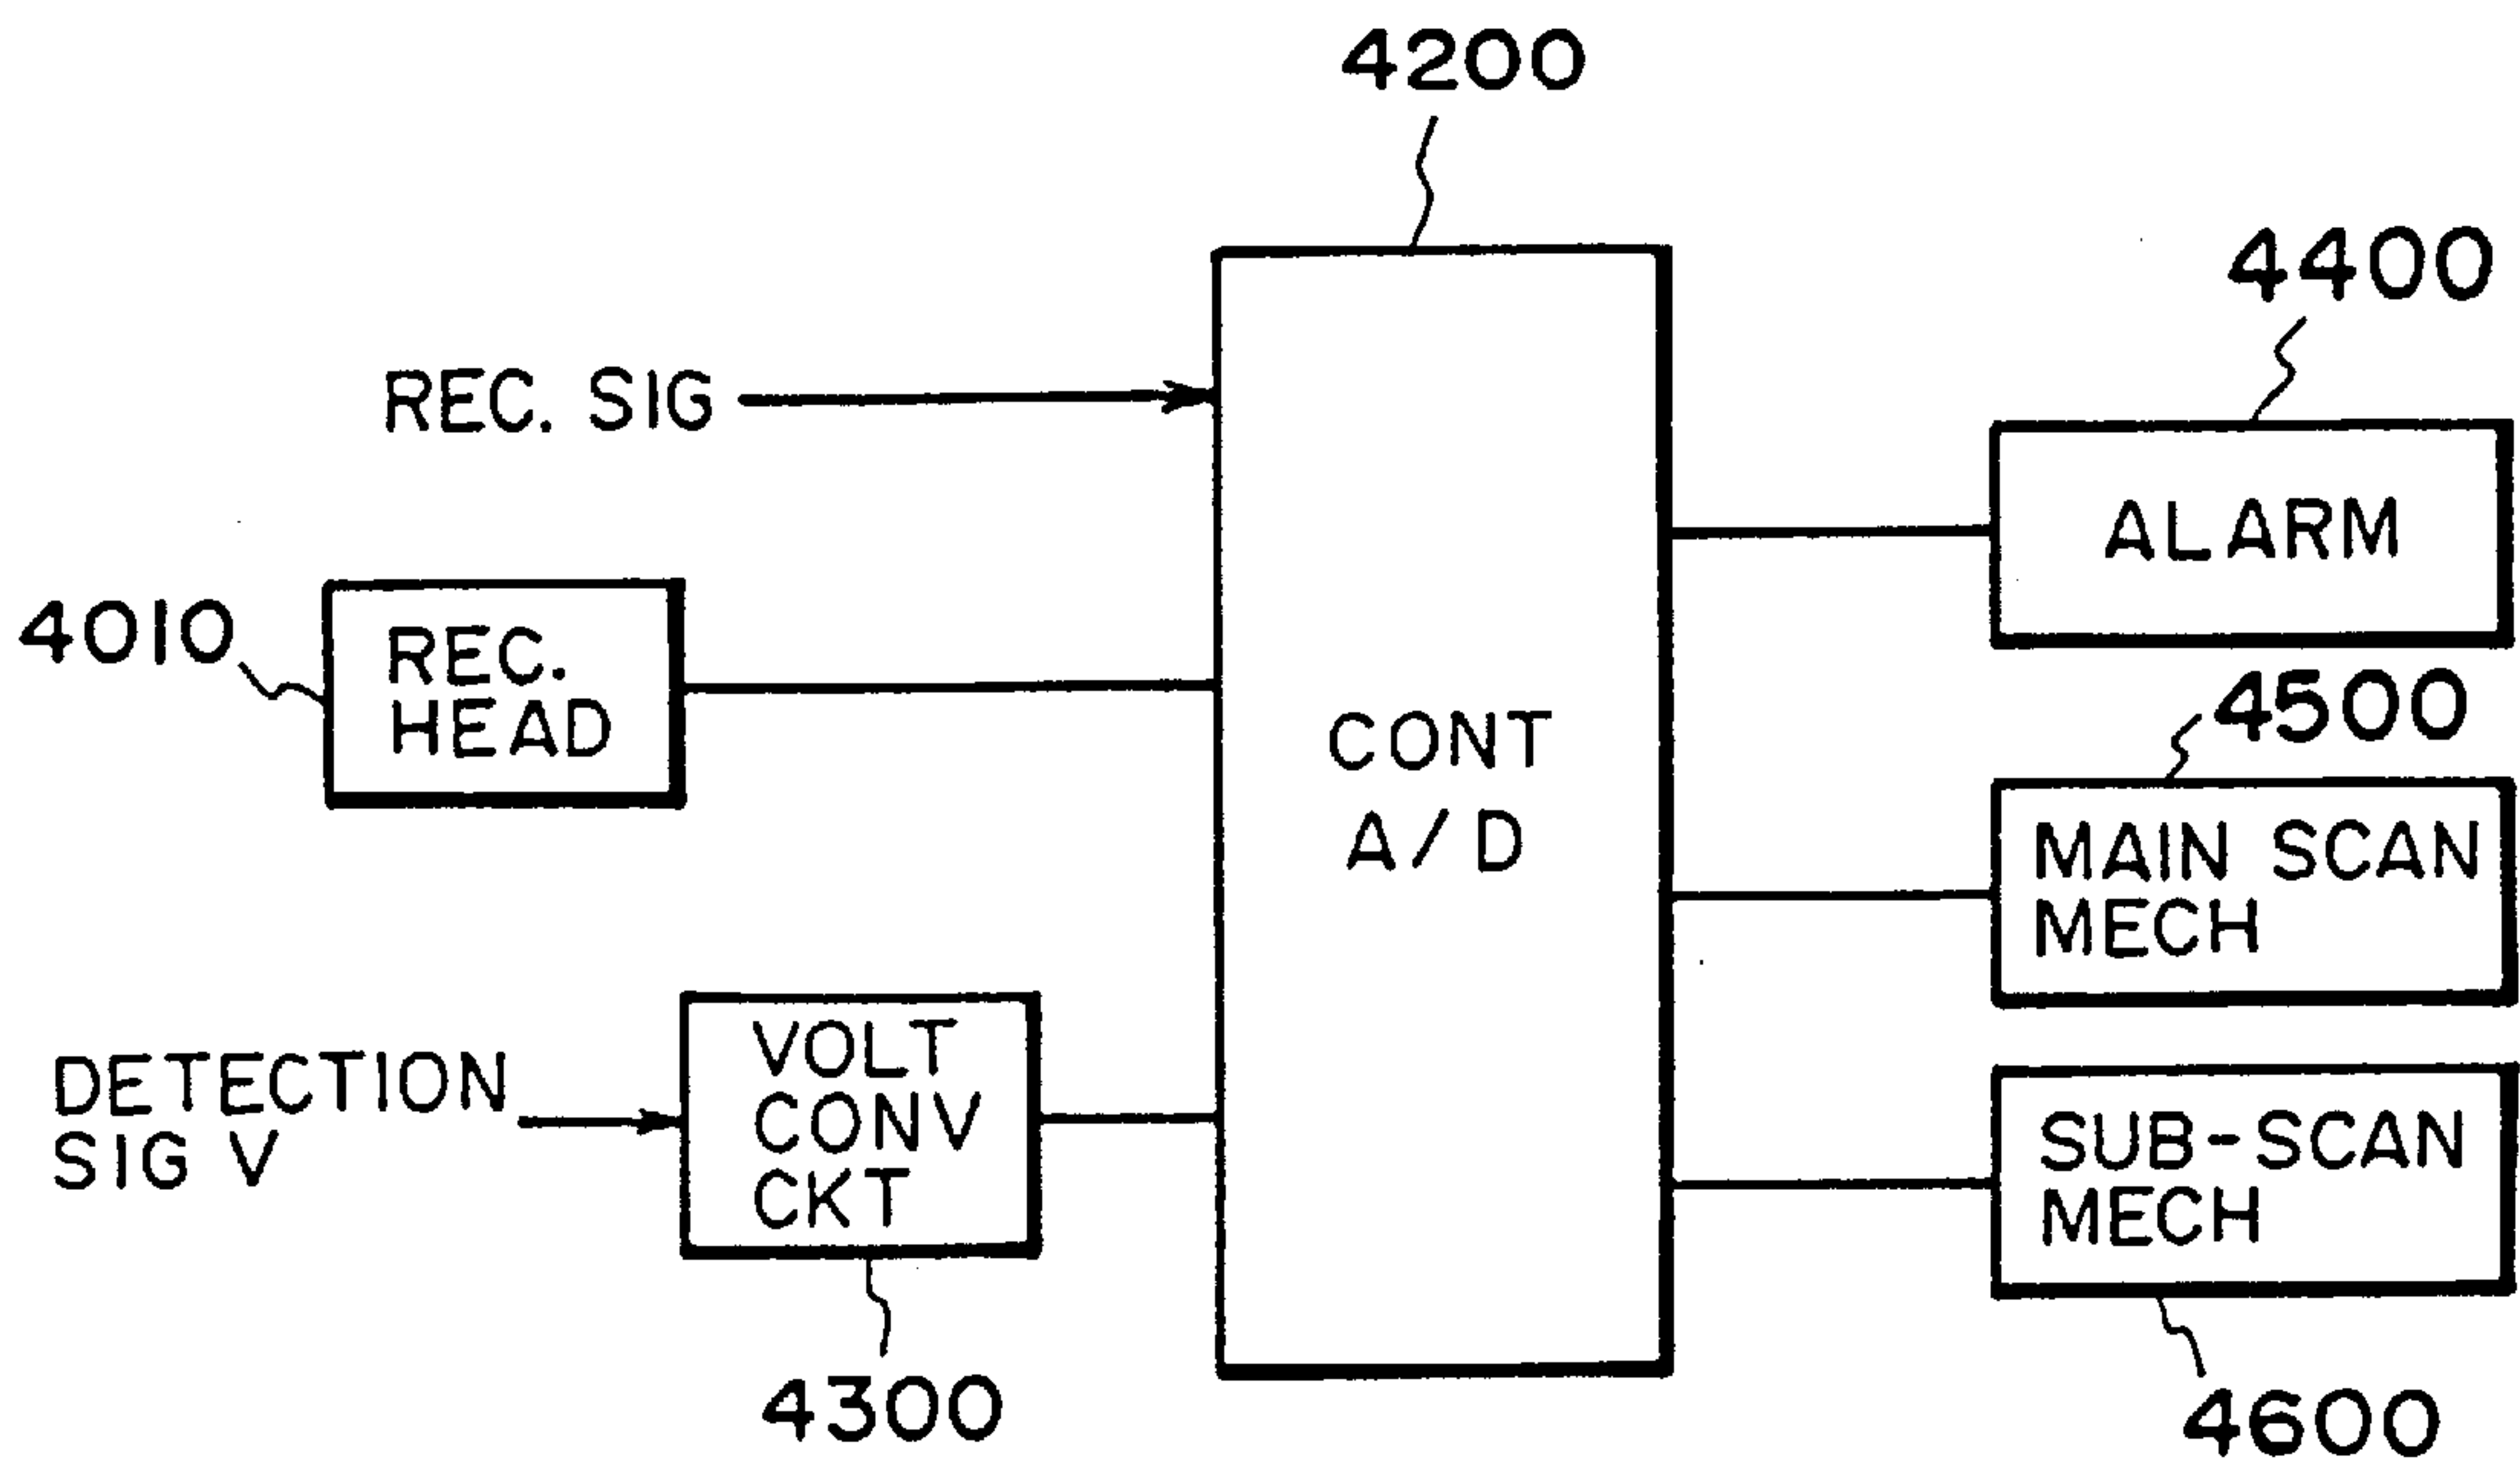 4200
4400
REC. SIG
ALARM
4010
REC.
HEAD
4500
CONT
A/D
MAIN SCAN
MECH
DETECTION
SIG V
VOLT
CONV
CKT
SUB-SCAN
MECH
4300
4600